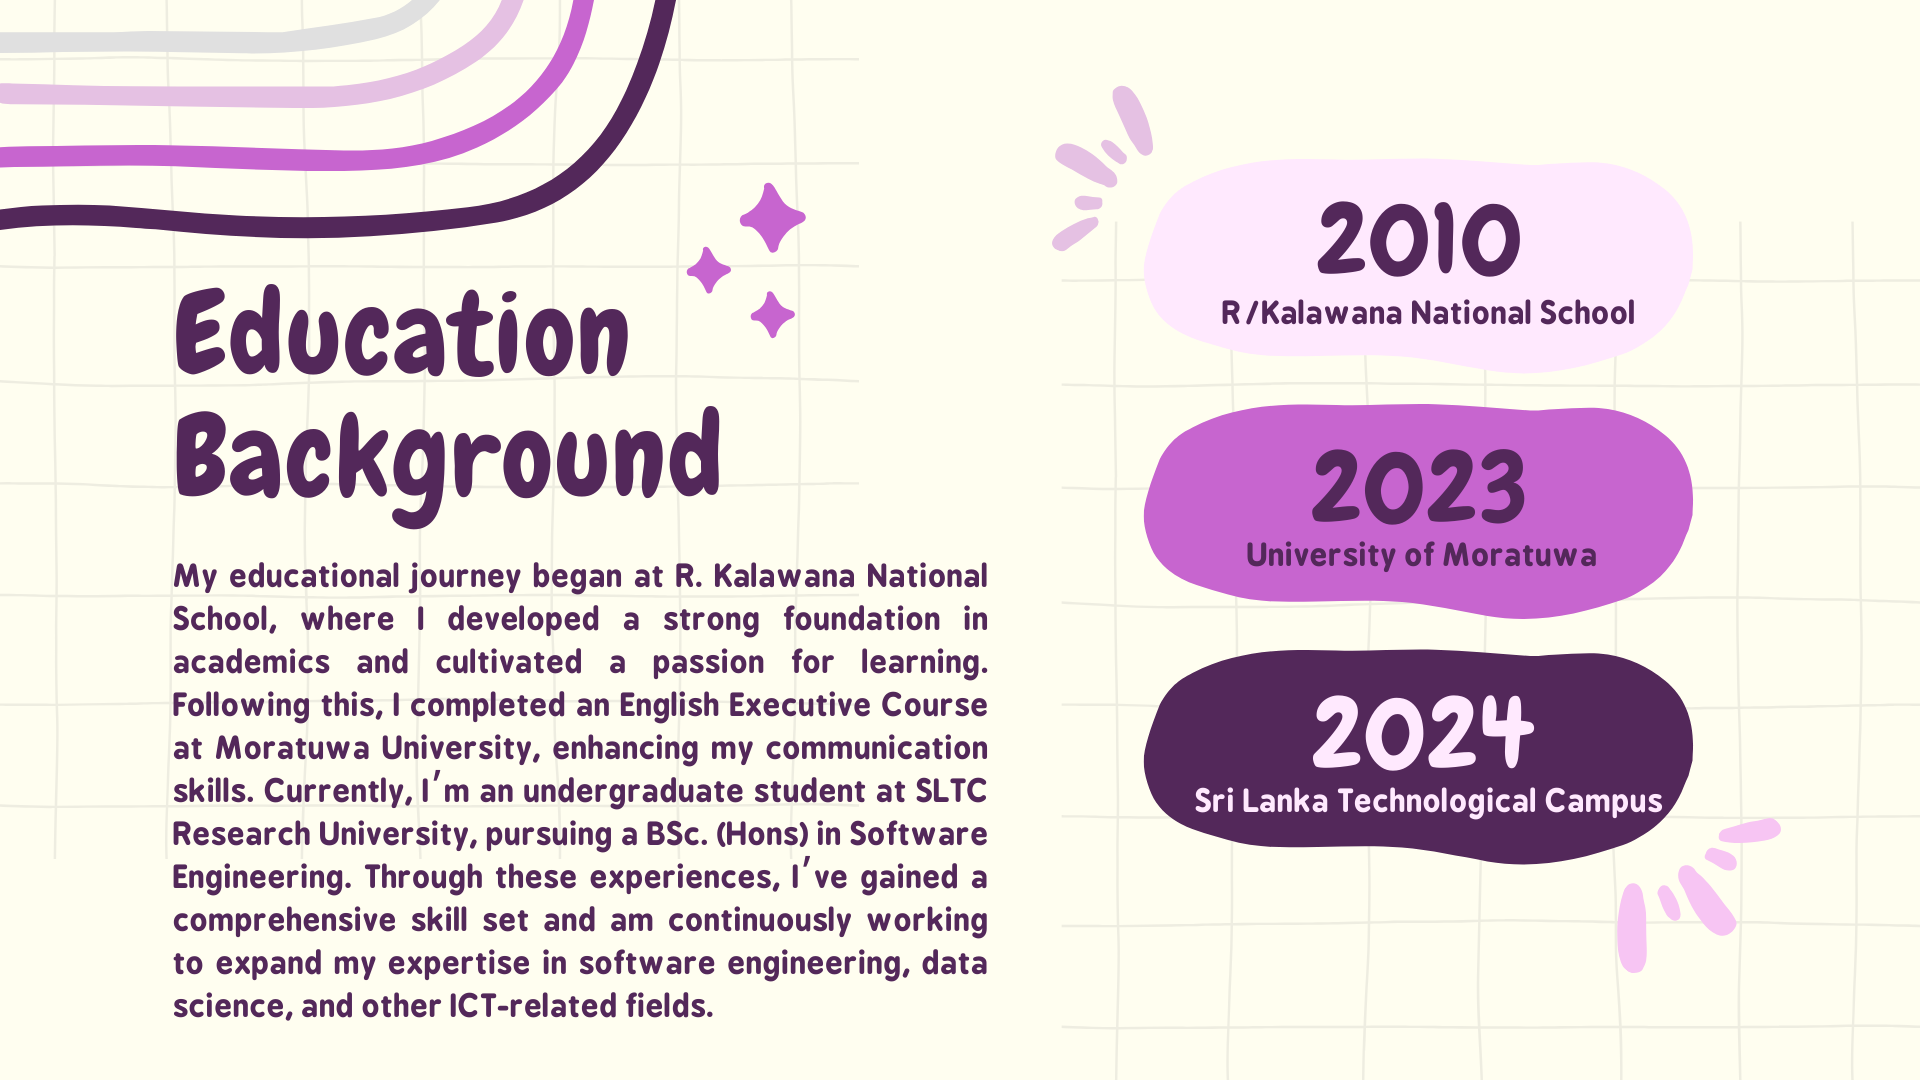 Education
Background
My educational journey began at R. Kalawana National
School, where I developed a strong foundation in
academics and cultivated a passion for learning.
Following this, I completed an English Executive Course
at Moratuwa University, enhancing my communication
skills. Currently, I'm an undergraduate student at SLTC
Research University, pursuing a BSc. (Hons) in Software
Engineering. Through these experiences, I've gained a
comprehensive skill set and am continuously working
to expand my expertise in software engineering, data
science, and other ICT-related fields.
2010
R/Kalawana National School
2023
University of Moratuwa
2024
Sri Lanka Technological Campus